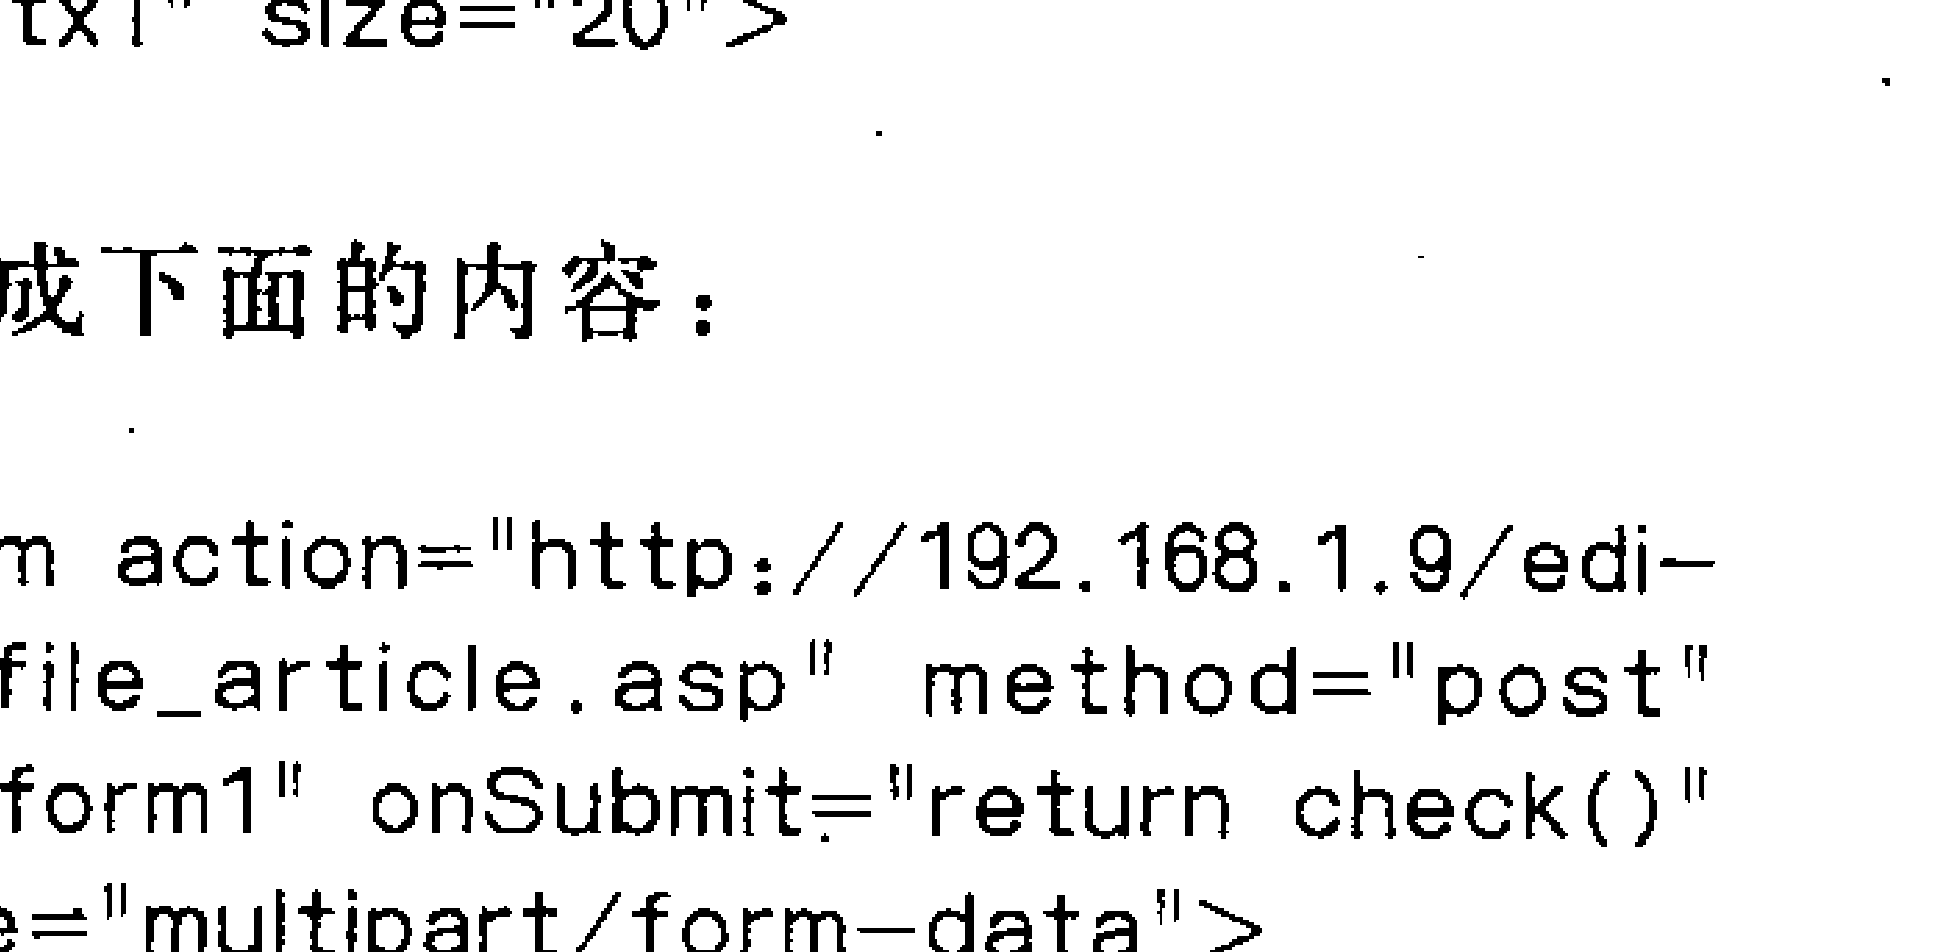 tx1" size="20">
成下面的内容：
m action="http://192.168.1.9/edi-
file_article.asp" method="post"
form1" onSubmit="return check()"
e="multipart/form-data">